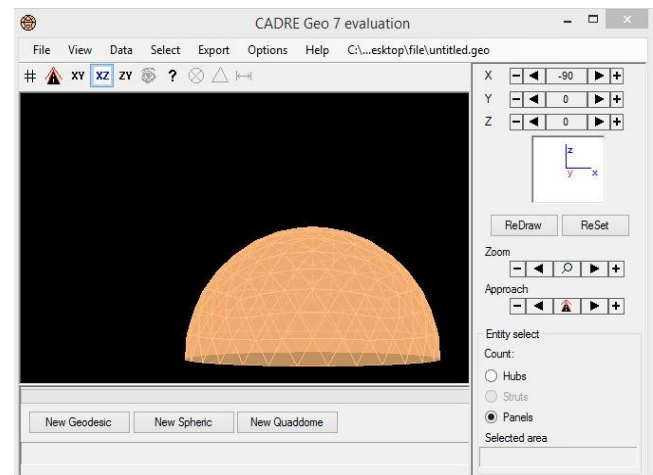 CADRE Geo 7 evaluation
File View Data Select Export Options Help C:\...esktop\file\untitled.geo
XY XZ ZY ?
X -90
Y 0
Z 0
z
y x
ReDraw ReSet
Zoom
Approach
Entity select
Count:
Hubs
Struts
Panels
Selected area
New Geodesic New Spheric New Quaddome